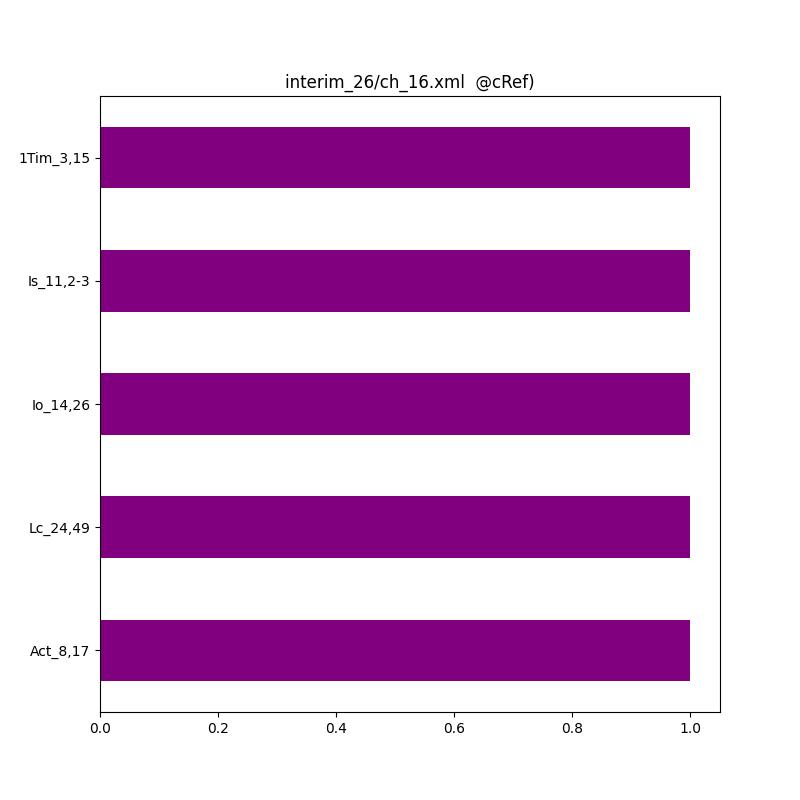 interim_26/ch_16.xml  @cRef)
1Tim_3,15
Is_11,2-3
Io_14,26
Lc_24,49
Act_8,17
0.0 0.2 0.4 0.6 0.8 1.0